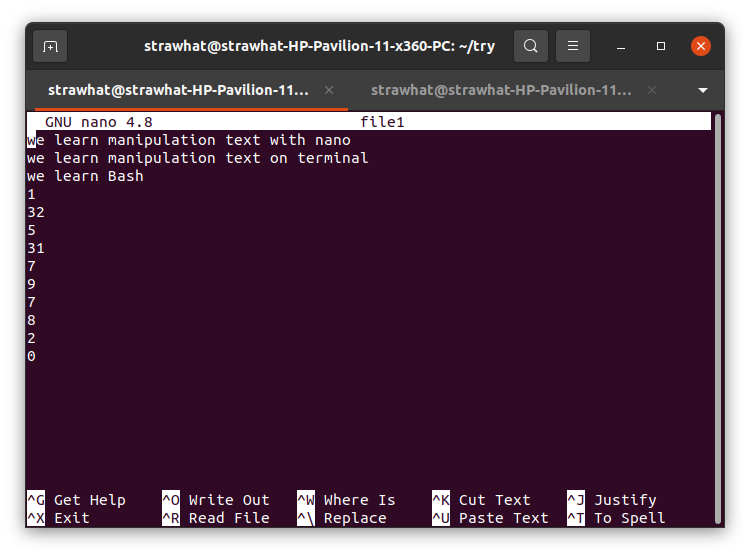 strawhat@strawhat-HP-Pavilion-11-x360-PC: ~/try
strawhat@strawhat-HP-Pavilion-11… strawhat@strawhat-HP-Pavilion-11…
GNU nano 4.8 file1
we learn manipulation text with nano
we learn manipulation text on terminal
we learn Bash
1
32
5
31
7
9
7
8
2
0
^G Get Help ^O Write Out ^W Where Is ^K Cut Text ^J Justify
^X Exit ^R Read File ^\ Replace ^U Paste Text ^T To Spell